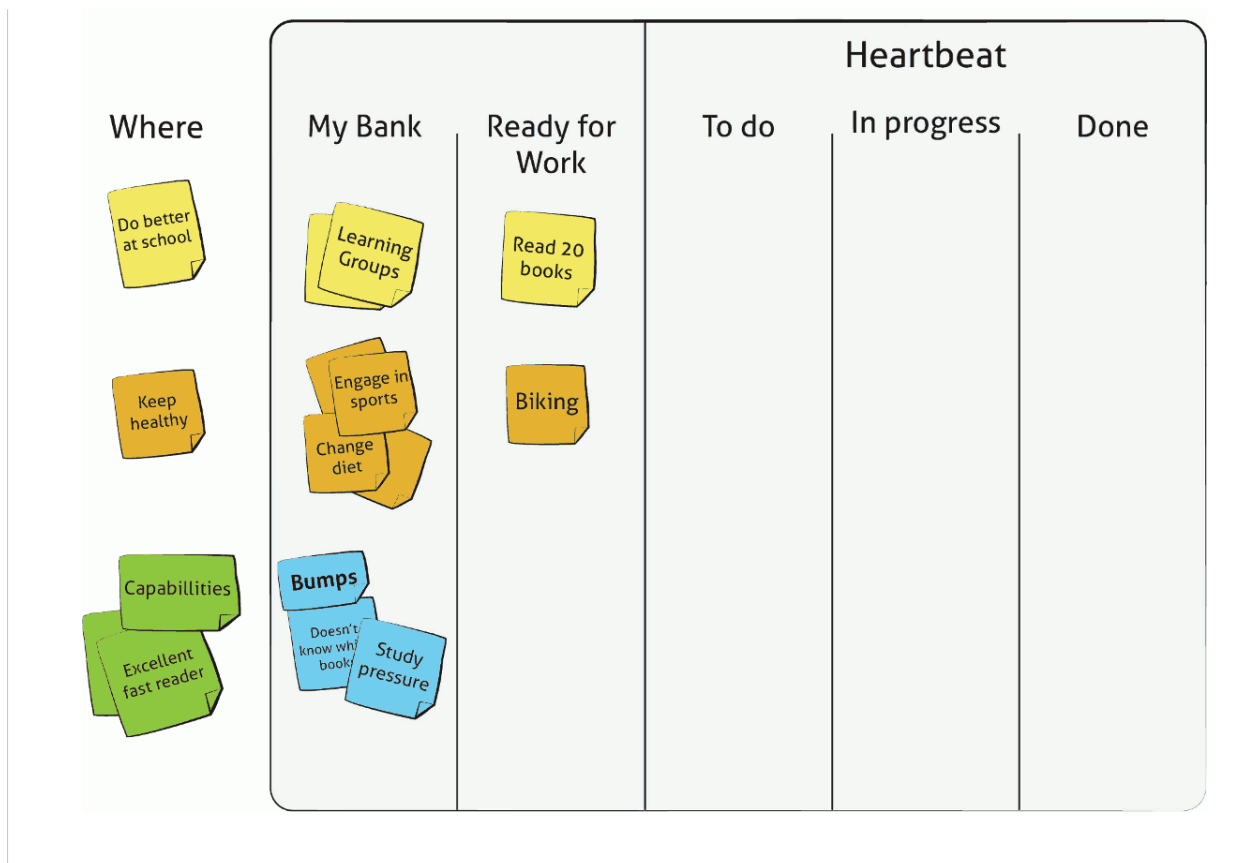 Heartbeat
Where
My Bank
Ready for
Work
To do
In progress
Done
Do better
at school
Learning
Groups
Read 20
books
Keep
healthy
Engage in
sports
Change
diet
Biking
Capabillities
Excellent
fast reader
Bumps
Doesn't
know
book
Study
pressure